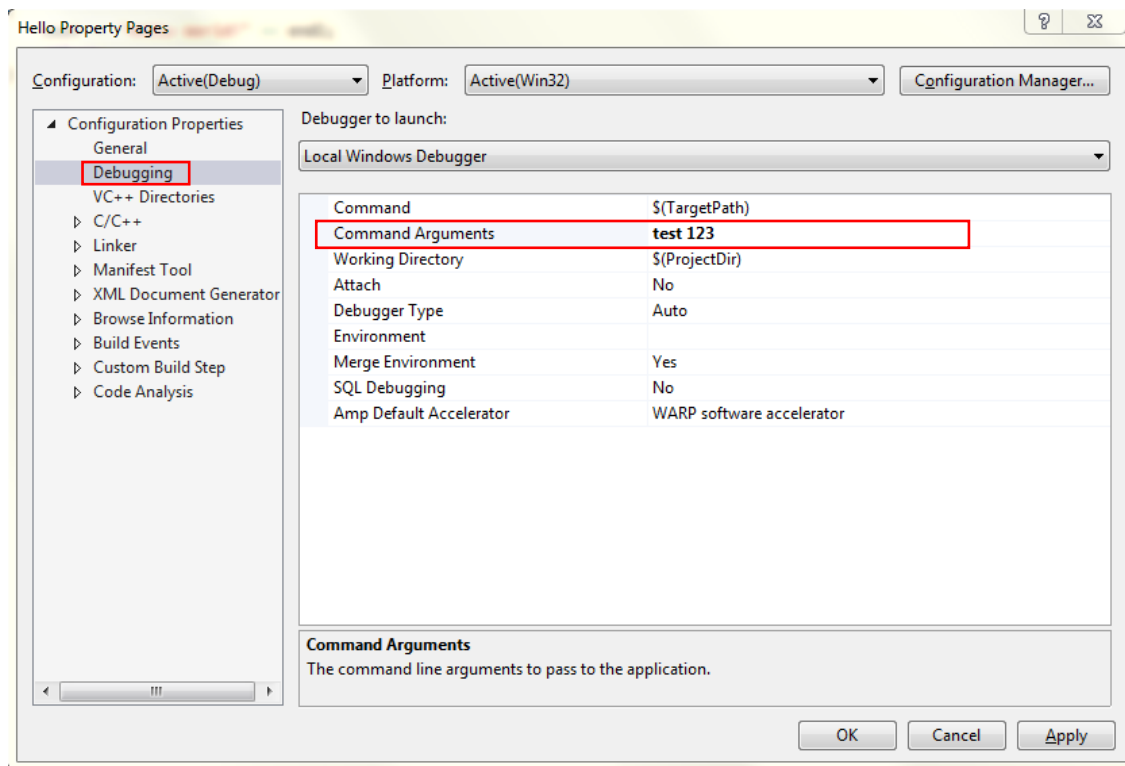 Hello Property Pages
Configuration: Active(Debug) Platform: Active(Win32) Configuration Manager...
Configuration Properties
General
Debugging
VC++ Directories
C/C++
Linker
Manifest Tool
XML Document Generator
Browse Information
Build Events
Custom Build Step
Code Analysis
Debugger to launch:
Local Windows Debugger
Command $(TargetPath)
Command Arguments test 123
Working Directory $(ProjectDir)
Attach No
Debugger Type Auto
Environment
Merge Environment Yes
SQL Debugging No
Amp Default Accelerator WARP software accelerator
Command Arguments
The command line arguments to pass to the application.
OK Cancel Apply